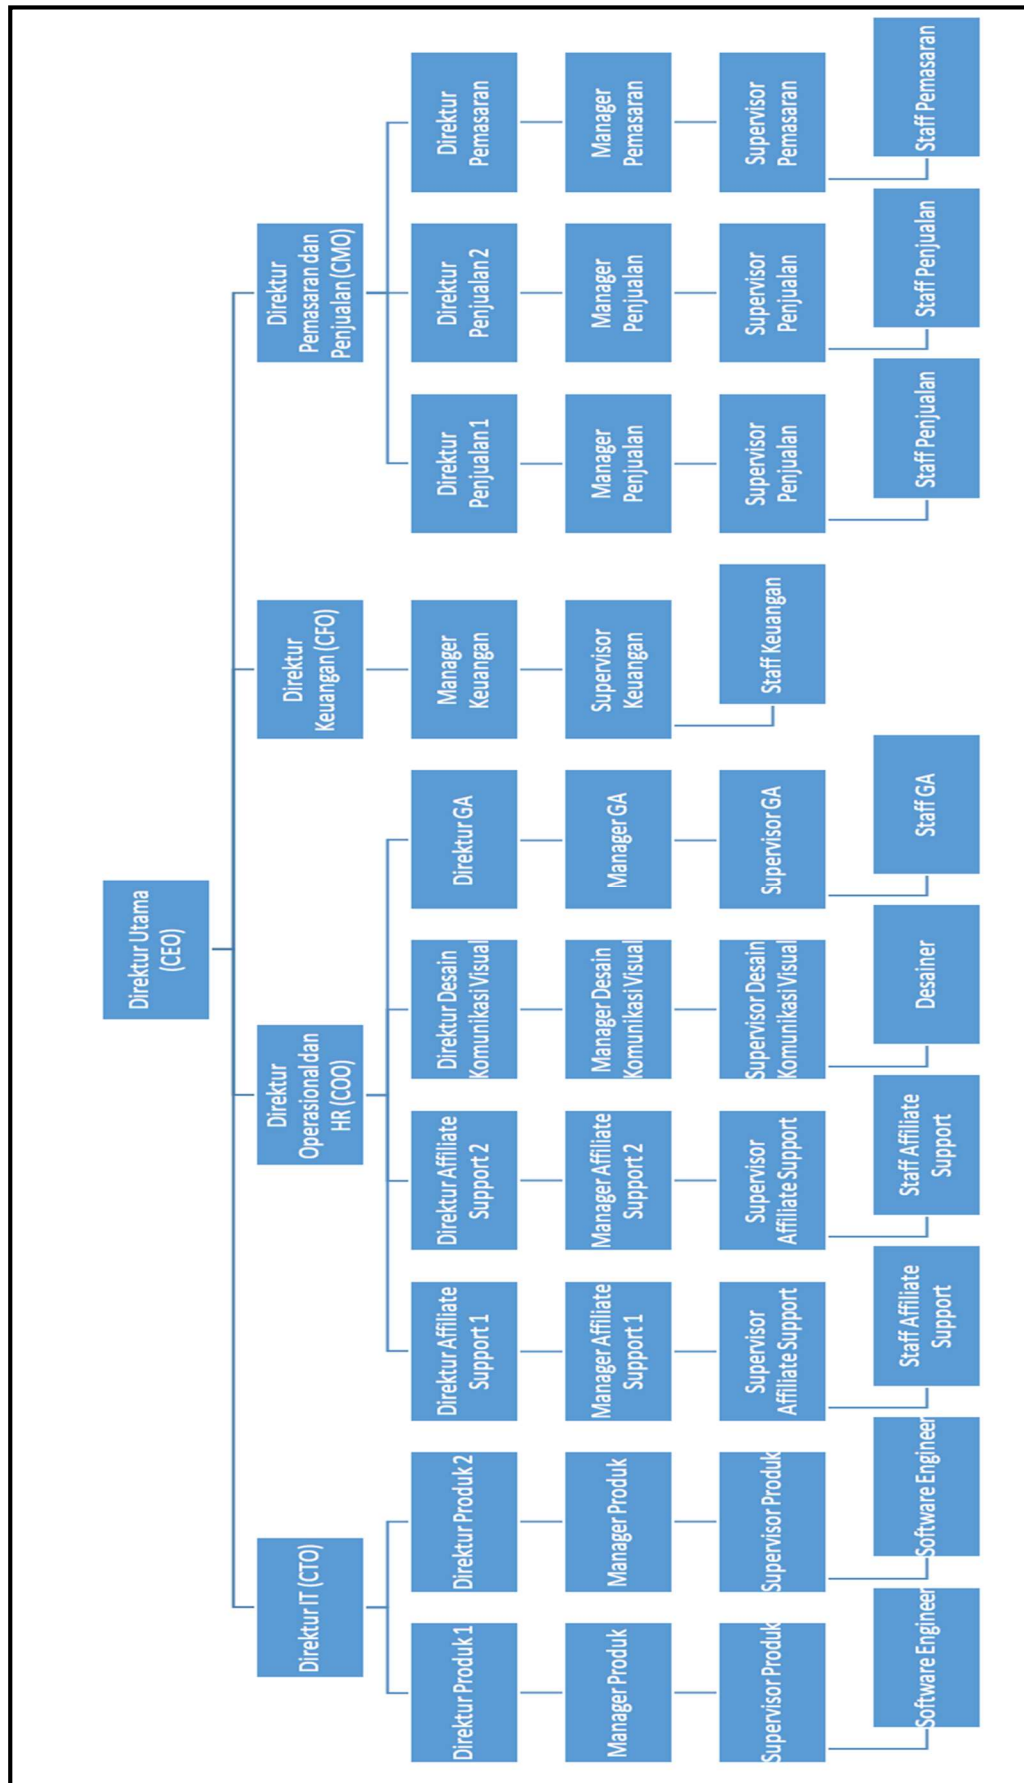 Direktur Utama
(CEO)
Direktur IT (CTO)
Direktur
Operasional dan
HR (COO)
Direktur
Keuangan (CFO)
Direktur
Pemasaran dan
Penjualan (CMO)
Direktur Produk 1
Direktur Produk 2
Direktur Affiliate
Support 1
Direktur Affiliate
Support 2
Direktur Desain
Komunikasi Visual
Direktur GA
Manager
Keuangan
Direktur
Penjualan 1
Direktur
Penjualan 2
Direktur
Pemasaran
Manager Produk
Manager Produk
Manager Affiliate
Support 1
Manager Affiliate
Support 2
Manager Desain
Komunikasi Visual
Manager GA
Supervisor
Keuangan
Manager
Penjualan
Manager
Penjualan
Manager
Pemasaran
Supervisor Produk
Supervisor Produk
Supervisor
Affiliate Support
Supervisor
Affiliate Support
Supervisor Desain
Komunikasi Visual
Supervisor GA
Staff Keuangan
Supervisor
Penjualan
Supervisor
Penjualan
Supervisor
Pemasaran
Software Engineer
Software Engineer
Staff Affiliate
Support
Staff Affiliate
Support
Desainer
Staff GA
Staff Penjualan
Staff Penjualan
Staff Pemasaran